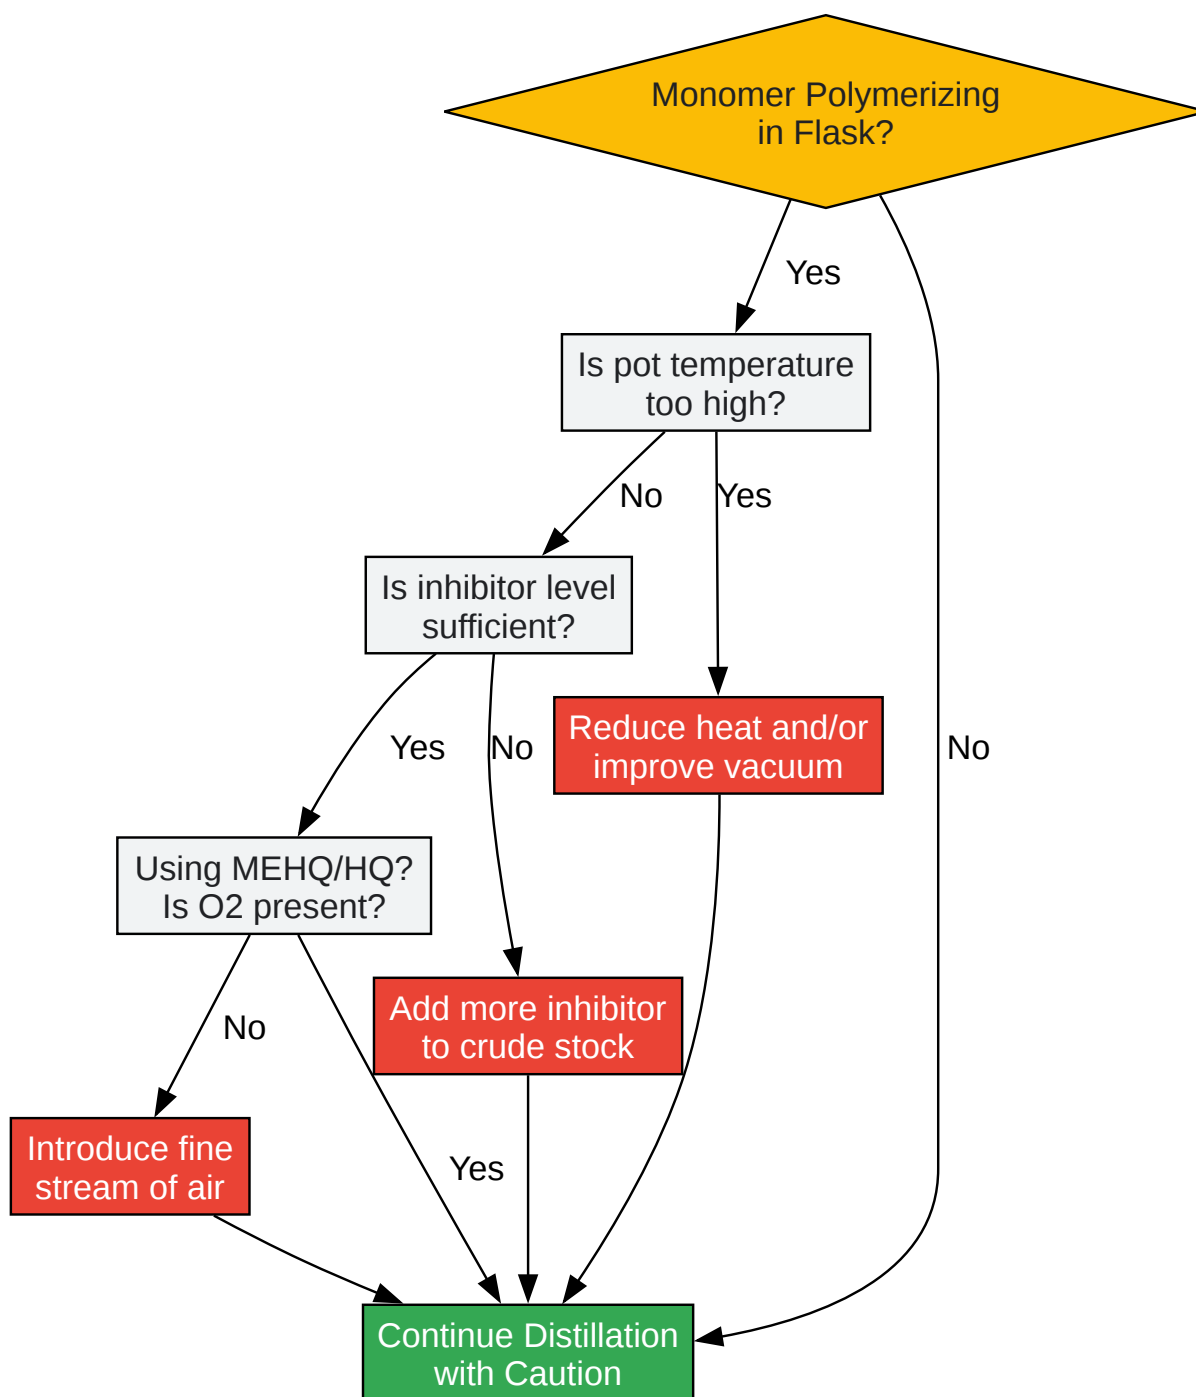 Monomer Polymerizing
in Flask?
Yes
Is pot temperature
too high?
No
Yes
Is inhibitor level
sufficient?
Yes
No
Reduce heat and/or
improve vacuum
No
Using MEHQ/HQ?
Is O2 present?
No
Add more inhibitor
to crude stock
Introduce fine
stream of air
Yes
Continue Distillation
with Caution